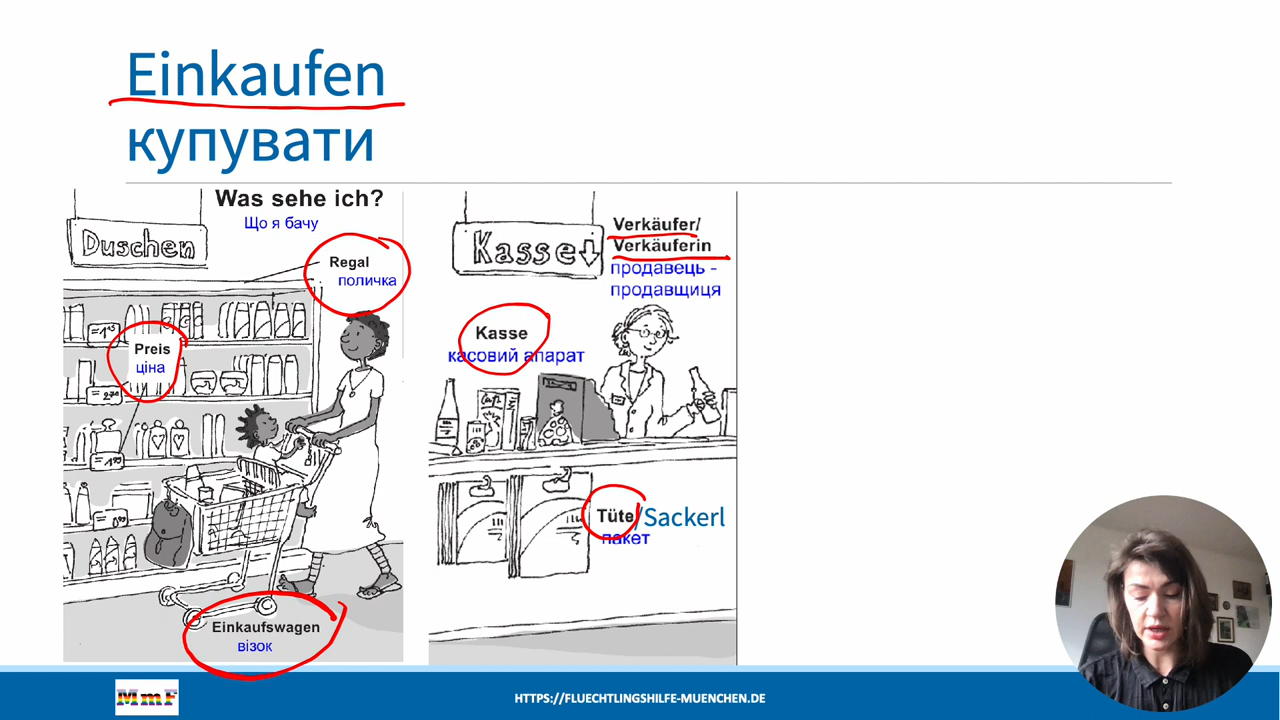 Einkaufen
купувати
Was sehe ich?
Що я бачу
Duschen
Regal
поличка
Preis
ціна
Einkaufswagen
візок
Kasse
Verkäufer/
Verkäuferin
продавець -
продавщиця
Kasse
касовий апарат
Tüte/Sackerl
пакет
MmF
HTTPS://FLUECHTLINGSHILFE-MUENCHEN.DE